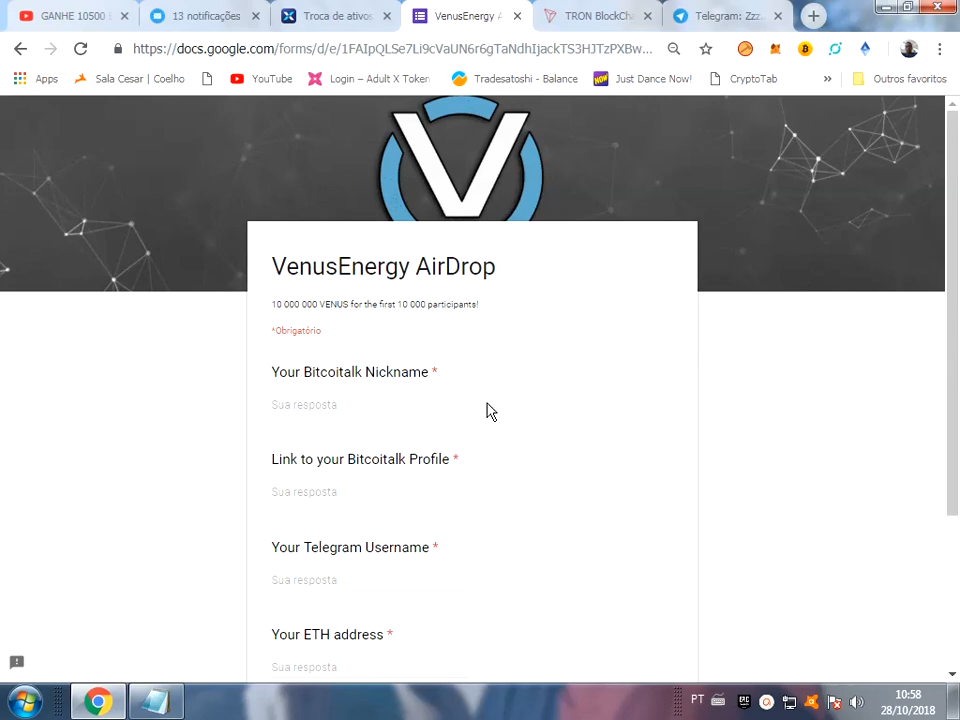 GANHE 10500
13 notificações
Troca de ativos
VenusEnergy A
TRON BlockCha
Telegram: Zzz
https://docs.google.com/forms/d/e/1FAIpQLSe7Li9cVaUN6r6gTaNdhIjackTS3HJTzPXBw...
Apps
Sala Cesar | Coelho
YouTube
Login – Adult X Token
Tradesatoshi - Balance
NOW
Just Dance Now!
CryptoTab
»
Outros favoritos
V
VenusEnergy AirDrop
10 000 000 VENUS for the first 10 000 participants!
*Obrigatório
Your Bitcoitalk Nickname *
Sua resposta
Link to your Bitcoitalk Profile *
Sua resposta
Your Telegram Username *
Sua resposta
Your ETH address *
Sua resposta
PT
10:58
28/10/2018